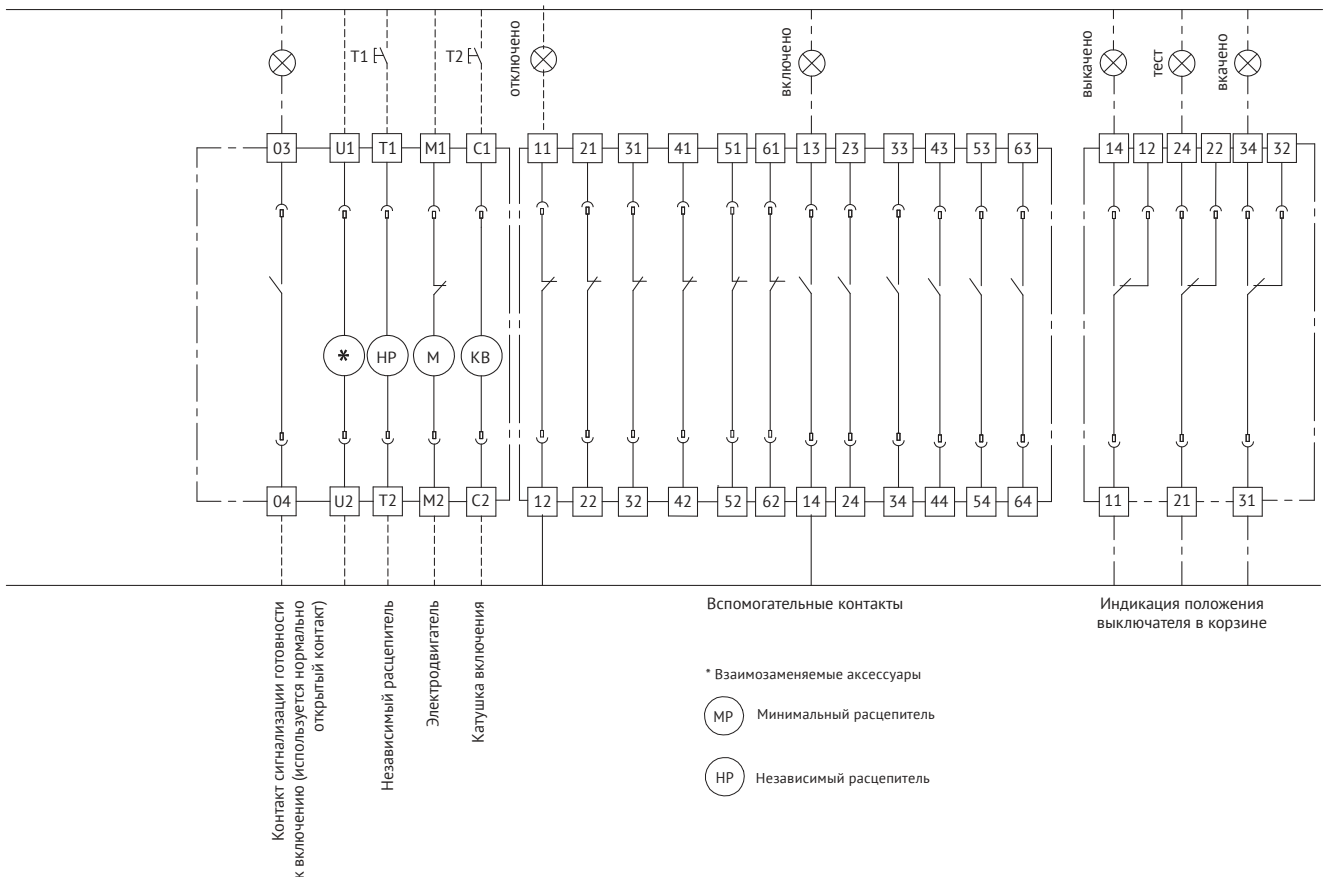 T1
T2
отключено
включено
выкачено
тест
вкачено
03 U1 T1 M1 C1 11 21 31 41 51 61 13 23 33 43 53 63 14 12 24 22 34 32
* НР М КВ
04 U2 T2 M2 C2 12 22 32 42 52 62 14 24 34 44 54 64 11 21 31
Контакт сигнализации готовности
к включению (используется нормально
открытый контакт)
Независимый расцепитель
Электродвигатель
Катушка включения
Вспомогательные контакты
Индикация положения
выключателя в корзине
* Взаимозаменяемые аксессуары
МР Минимальный расцепитель
НР Независимый расцепитель